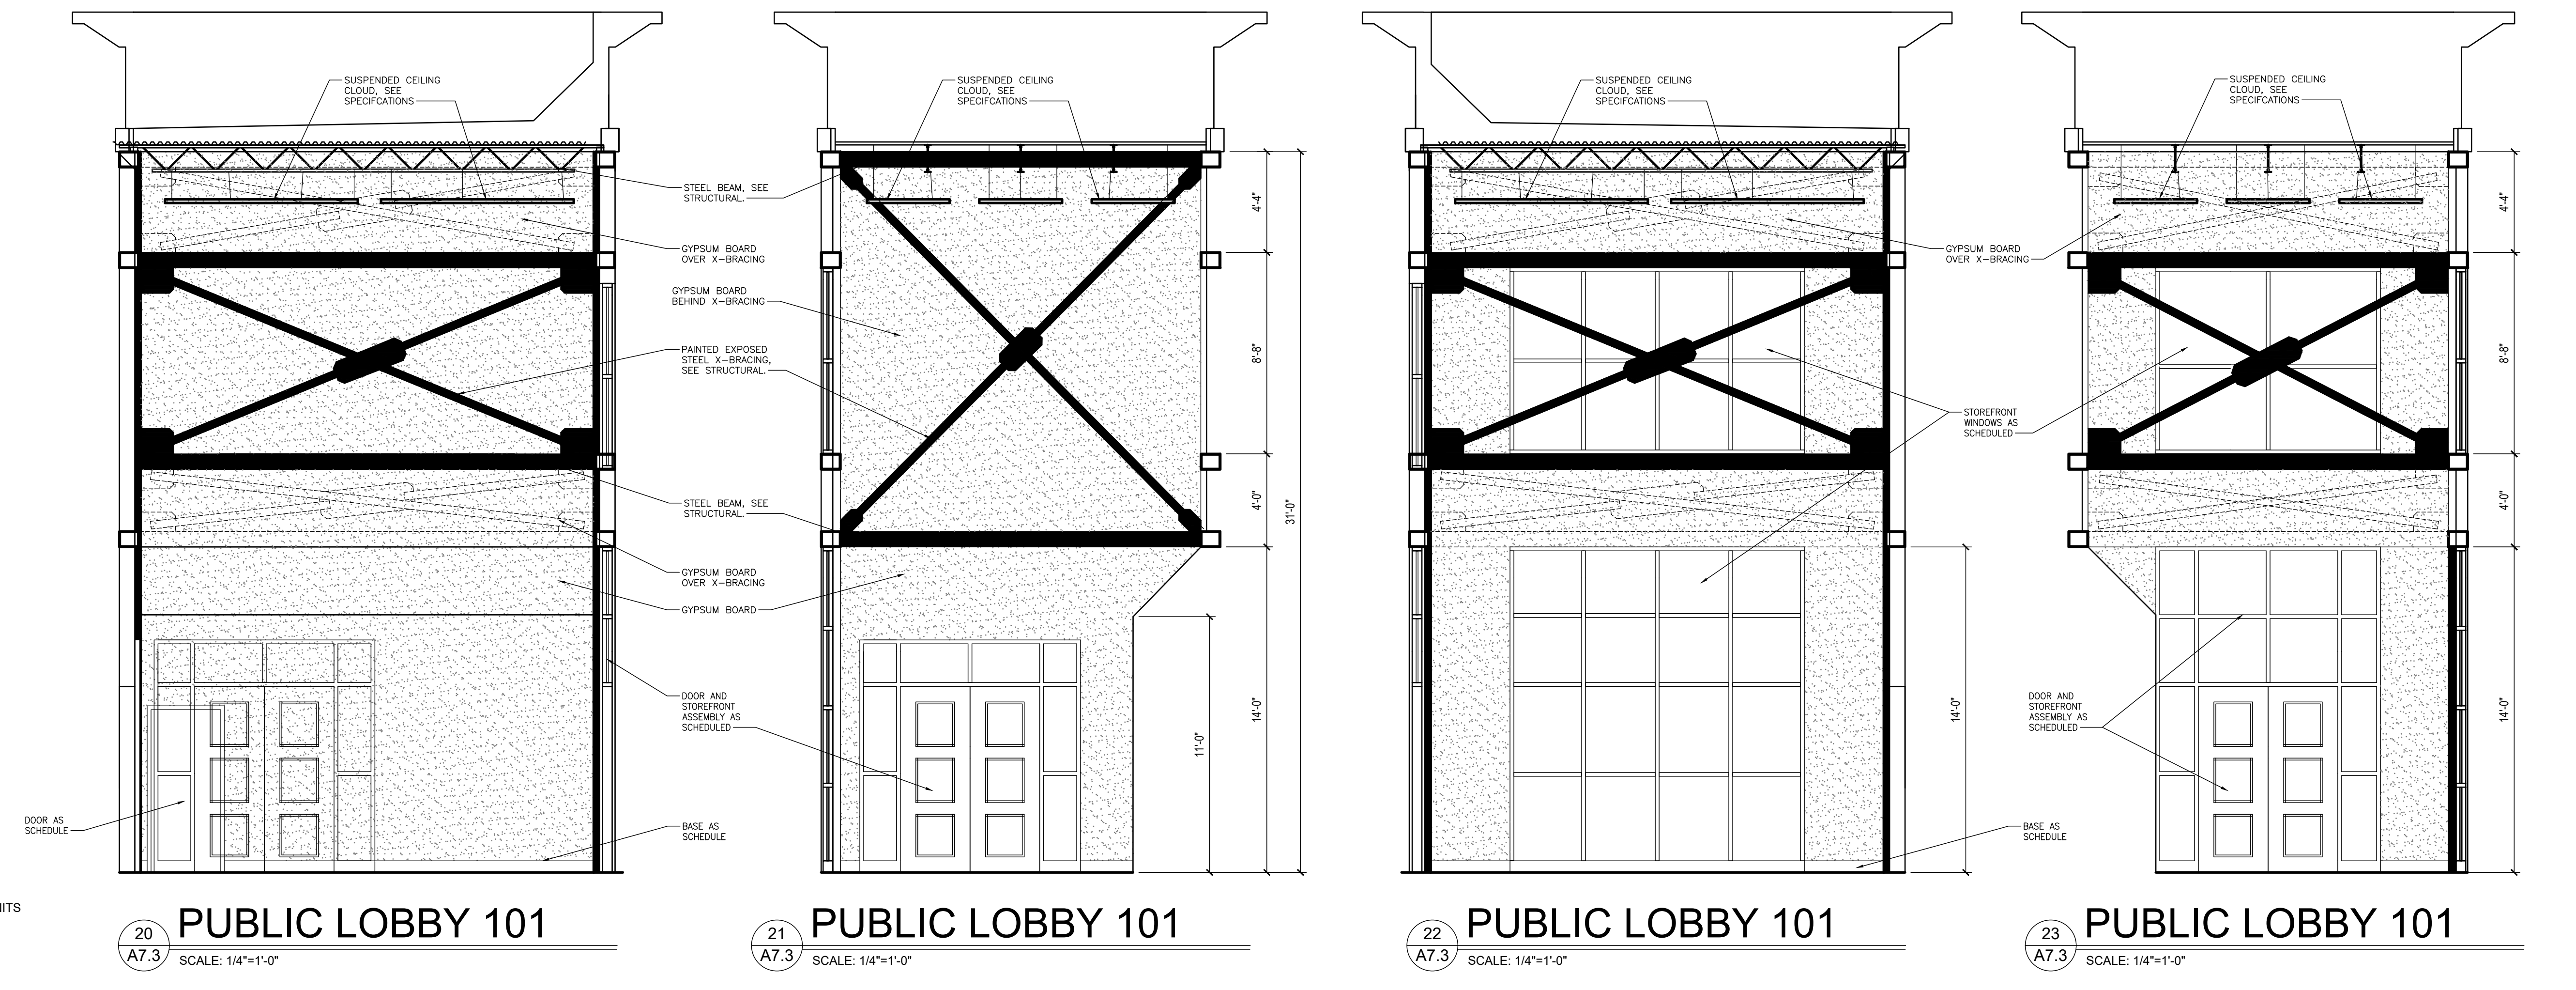 SUSPENDED CEILING
CLOUD, SEE
SPECIFCATIONS
STEEL BEAM, SEE
STRUCTURAL.
GYPSUM BOARD
OVER X-BRACING
GYPSUM BOARD
BEHIND X-BRACING
PAINTED EXPOSED
STEEL X-BRACING,
SEE STRUCTURAL.
STEEL BEAM, SEE
STRUCTURAL.
GYPSUM BOARD
OVER X-BRACING
GYPSUM BOARD
DOOR AND
STOREFRONT
ASSEMBLY AS
SCHEDULED
BASE AS
SCHEDULE
DOOR AS
SCHEDULE
20
A7.3
PUBLIC LOBBY 101
SCALE: 1/4"=1'-0"
SUSPENDED CEILING
CLOUD, SEE
SPECIFCATIONS
4'-4"
8'-8"
4'-0"
31'-0"
14'-0"
11'-0"
21
A7.3
PUBLIC LOBBY 101
SCALE: 1/4"=1'-0"
SUSPENDED CEILING
CLOUD, SEE
SPECIFCATIONS
GYPSUM BOARD
OVER X-BRACING
STOREFRONT
WINDOWS AS
SCHEDULED
14'-0"
BASE AS
SCHEDULE
22
A7.3
PUBLIC LOBBY 101
SCALE: 1/4"=1'-0"
SUSPENDED CEILING
CLOUD, SEE
SPECIFCATIONS
4'-4"
8'-8"
4'-0"
14'-0"
DOOR AND
STOREFRONT
ASSEMBLY AS
SCHEDULED
23
A7.3
PUBLIC LOBBY 101
SCALE: 1/4"=1'-0"